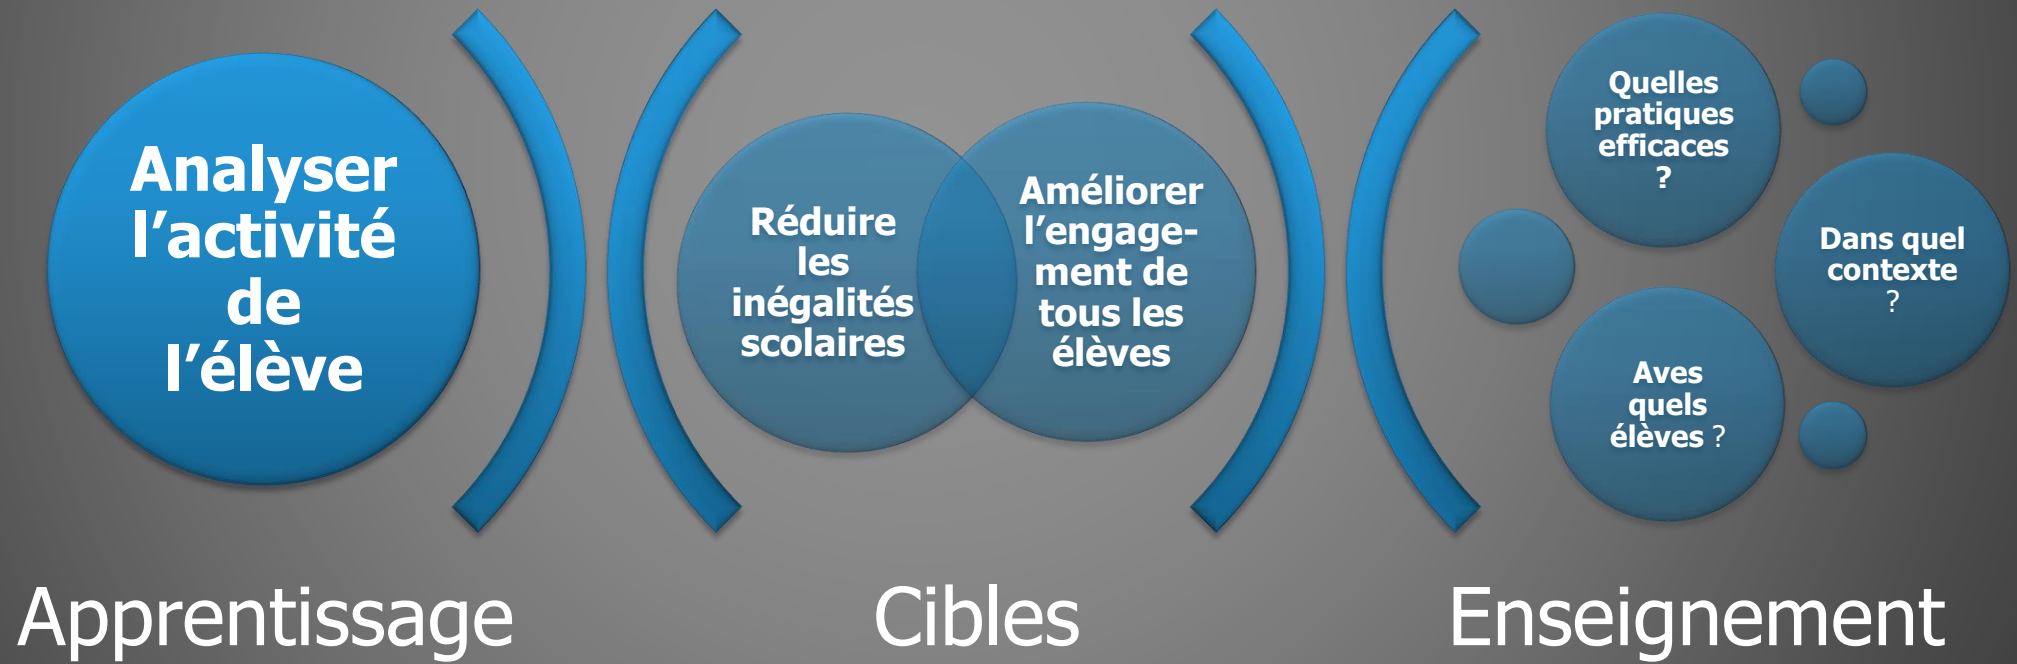 Analyser
l’activité
de
l’élève
Réduire
les
inégalités
scolaires
Améliorer
l’engage-
ment de
tous les
élèves
Quelles
pratiques
efficaces
?
Dans quel
contexte
?
Aves
quels
élèves ?
Apprentissage
Cibles
Enseignement